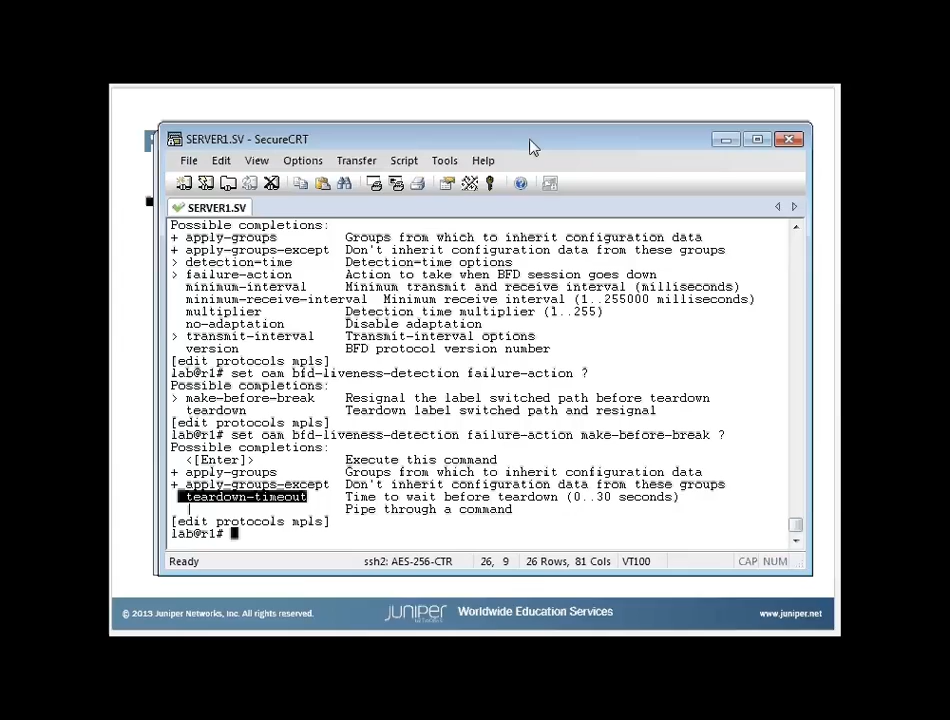 SERVER1.SV - SecureCRT
File Edit View Options Transfer Script Tools Help
SERVER1.SV
Possible completions:
+ apply-groups Groups from which to inherit configuration data
+ apply-groups-except Don't inherit configuration data from these groups
> detection-time Detection-time options
> failure-action Action to take when BFD session goes down
minimum-interval Minimum transmit and receive interval (milliseconds)
minimum-receive-interval Minimum receive interval (1..255000 milliseconds)
multiplier Detection time multiplier (1..255)
no-adaptation Disable adaptation
> transmit-interval Transmit-interval options
version BFD protocol version number
[edit protocols mpls]
lab@r1# set oam bfd-liveness-detection failure-action ?
Possible completions:
> make-before-break Resignal the label switched path before teardown
teardown Teardown label switched path and resignal
[edit protocols mpls]
lab@r1# set oam bfd-liveness-detection failure-action make-before-break ?
Possible completions:
<[Enter]> Execute this command
+ apply-groups Groups from which to inherit configuration data
+ apply-groups-except Don't inherit configuration data from these groups
teardown-timeout Time to wait before teardown (0..30 seconds)
| Pipe through a command
[edit protocols mpls]
lab@r1#
Ready ssh2: AES-256-CTR 26, 9 26 Rows, 81 Cols VT100 CAP NUM
© 2013 Juniper Networks, Inc. All rights reserved. JUNIPER NETWORKS Worldwide Education Services www.juniper.net